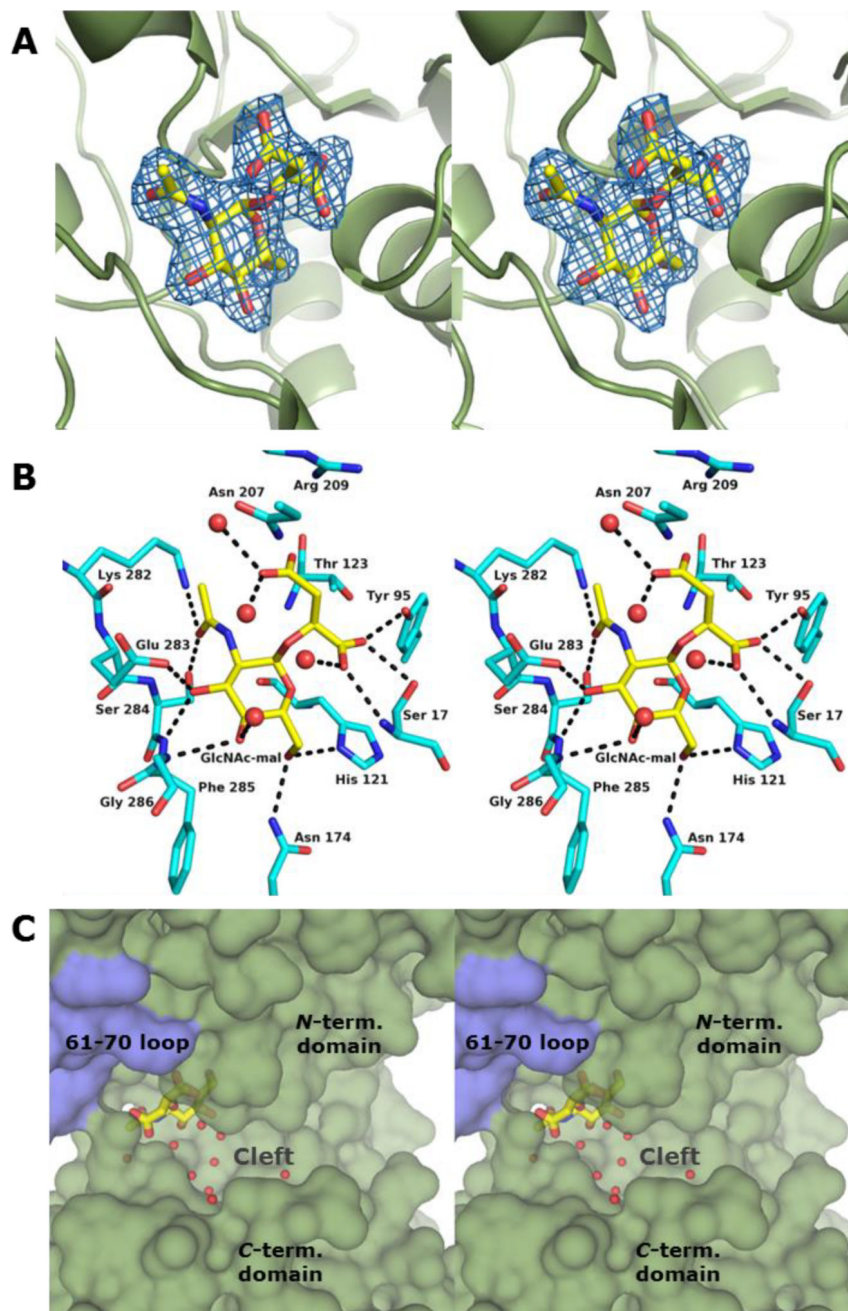 A
B
Asn 207
Arg 209
Thr 123
Lys 282
Tyr 95
Glu 283
Ser 284
Ser 17
GlcNAc-mal
His 121
Gly 286
Phe 285
Asn 174
Asn 207
Arg 209
Thr 123
Lys 282
Tyr 95
Glu 283
Ser 284
Ser 17
GlcNAc-mal
His 121
Gly 286
Phe 285
Asn 174
C
61-70 loop
N-term.
domain
Cleft
C-term.
domain
61-70 loop
N-term.
domain
Cleft
C-term.
domain